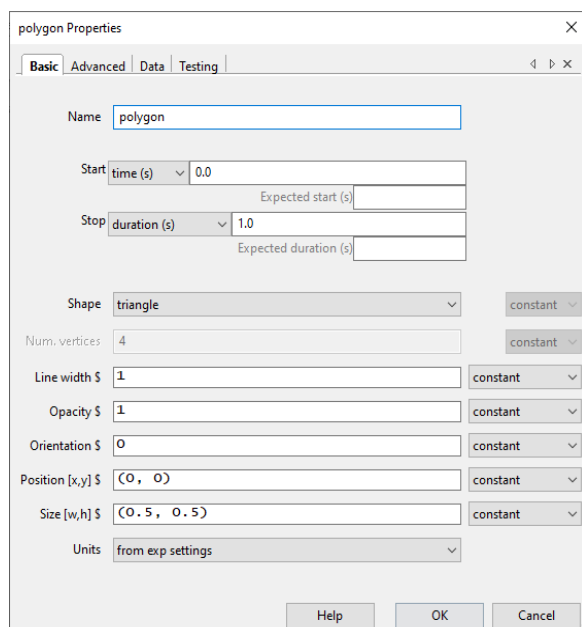 polygon Properties
Basic Advanced Data Testing
Name polygon
Start time (s) 0.0
Expected start (s)
Stop duration (s) 1.0
Expected duration (s)
Shape triangle constant
Num. vertices 4 constant
Line width $ 1 constant
Opacity $ 1 constant
Orientation $ 0 constant
Position [x,y] $ (0, 0) constant
Size [w,h] $ (0.5, 0.5) constant
Units from exp settings
Help OK Cancel